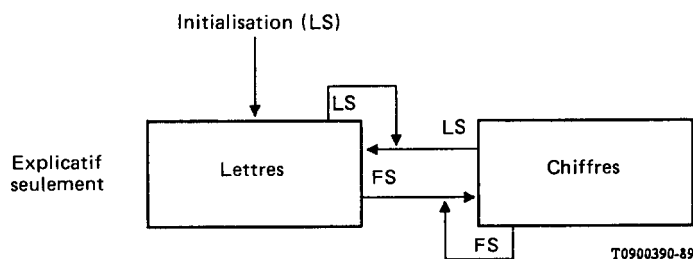 Initialisation (LS)
LS
LS
Explicatif
seulement
Lettres
Chiffres
FS
FS
T0900390-89